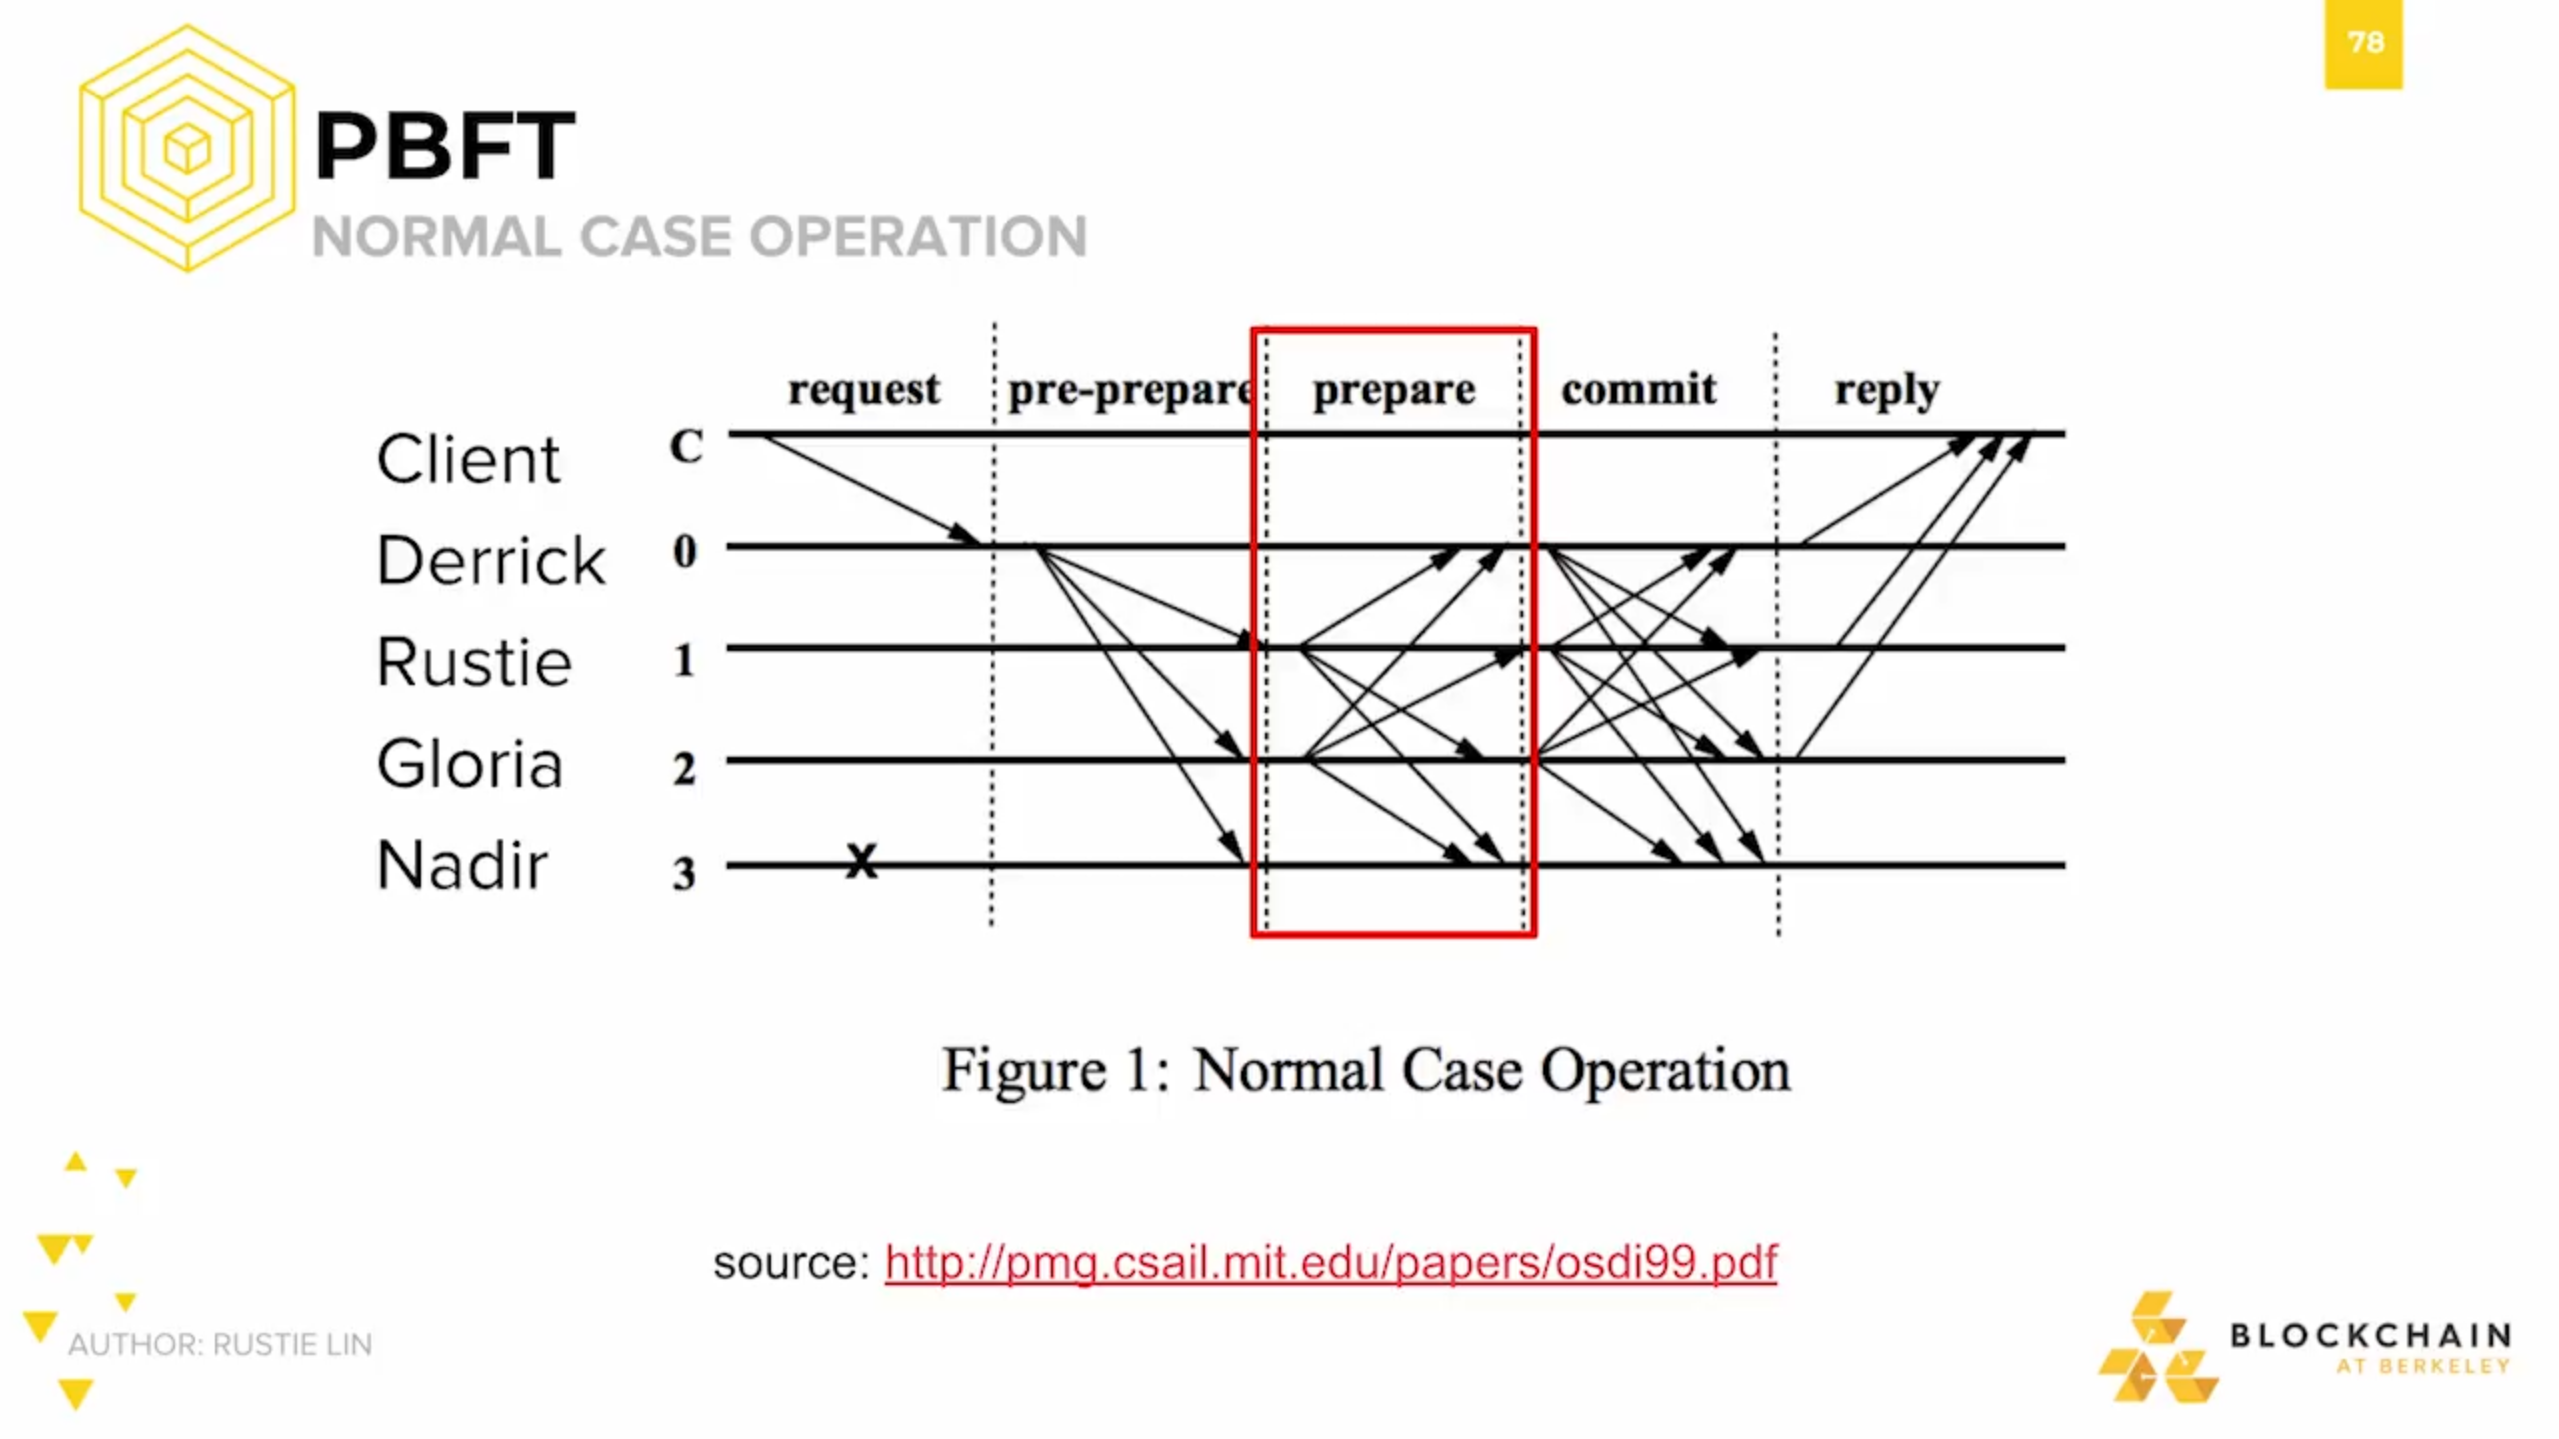 78
PBFT
NORMAL CASE OPERATION
request pre-prepare prepare commit reply
Client C
Derrick 0
Rustie 1
Gloria 2
Nadir 3 X
Figure 1: Normal Case Operation
source: http://pmg.csail.mit.edu/papers/osdi99.pdf
AUTHOR: RUSTIE LIN
BLOCKCHAIN
AT BERKELEY